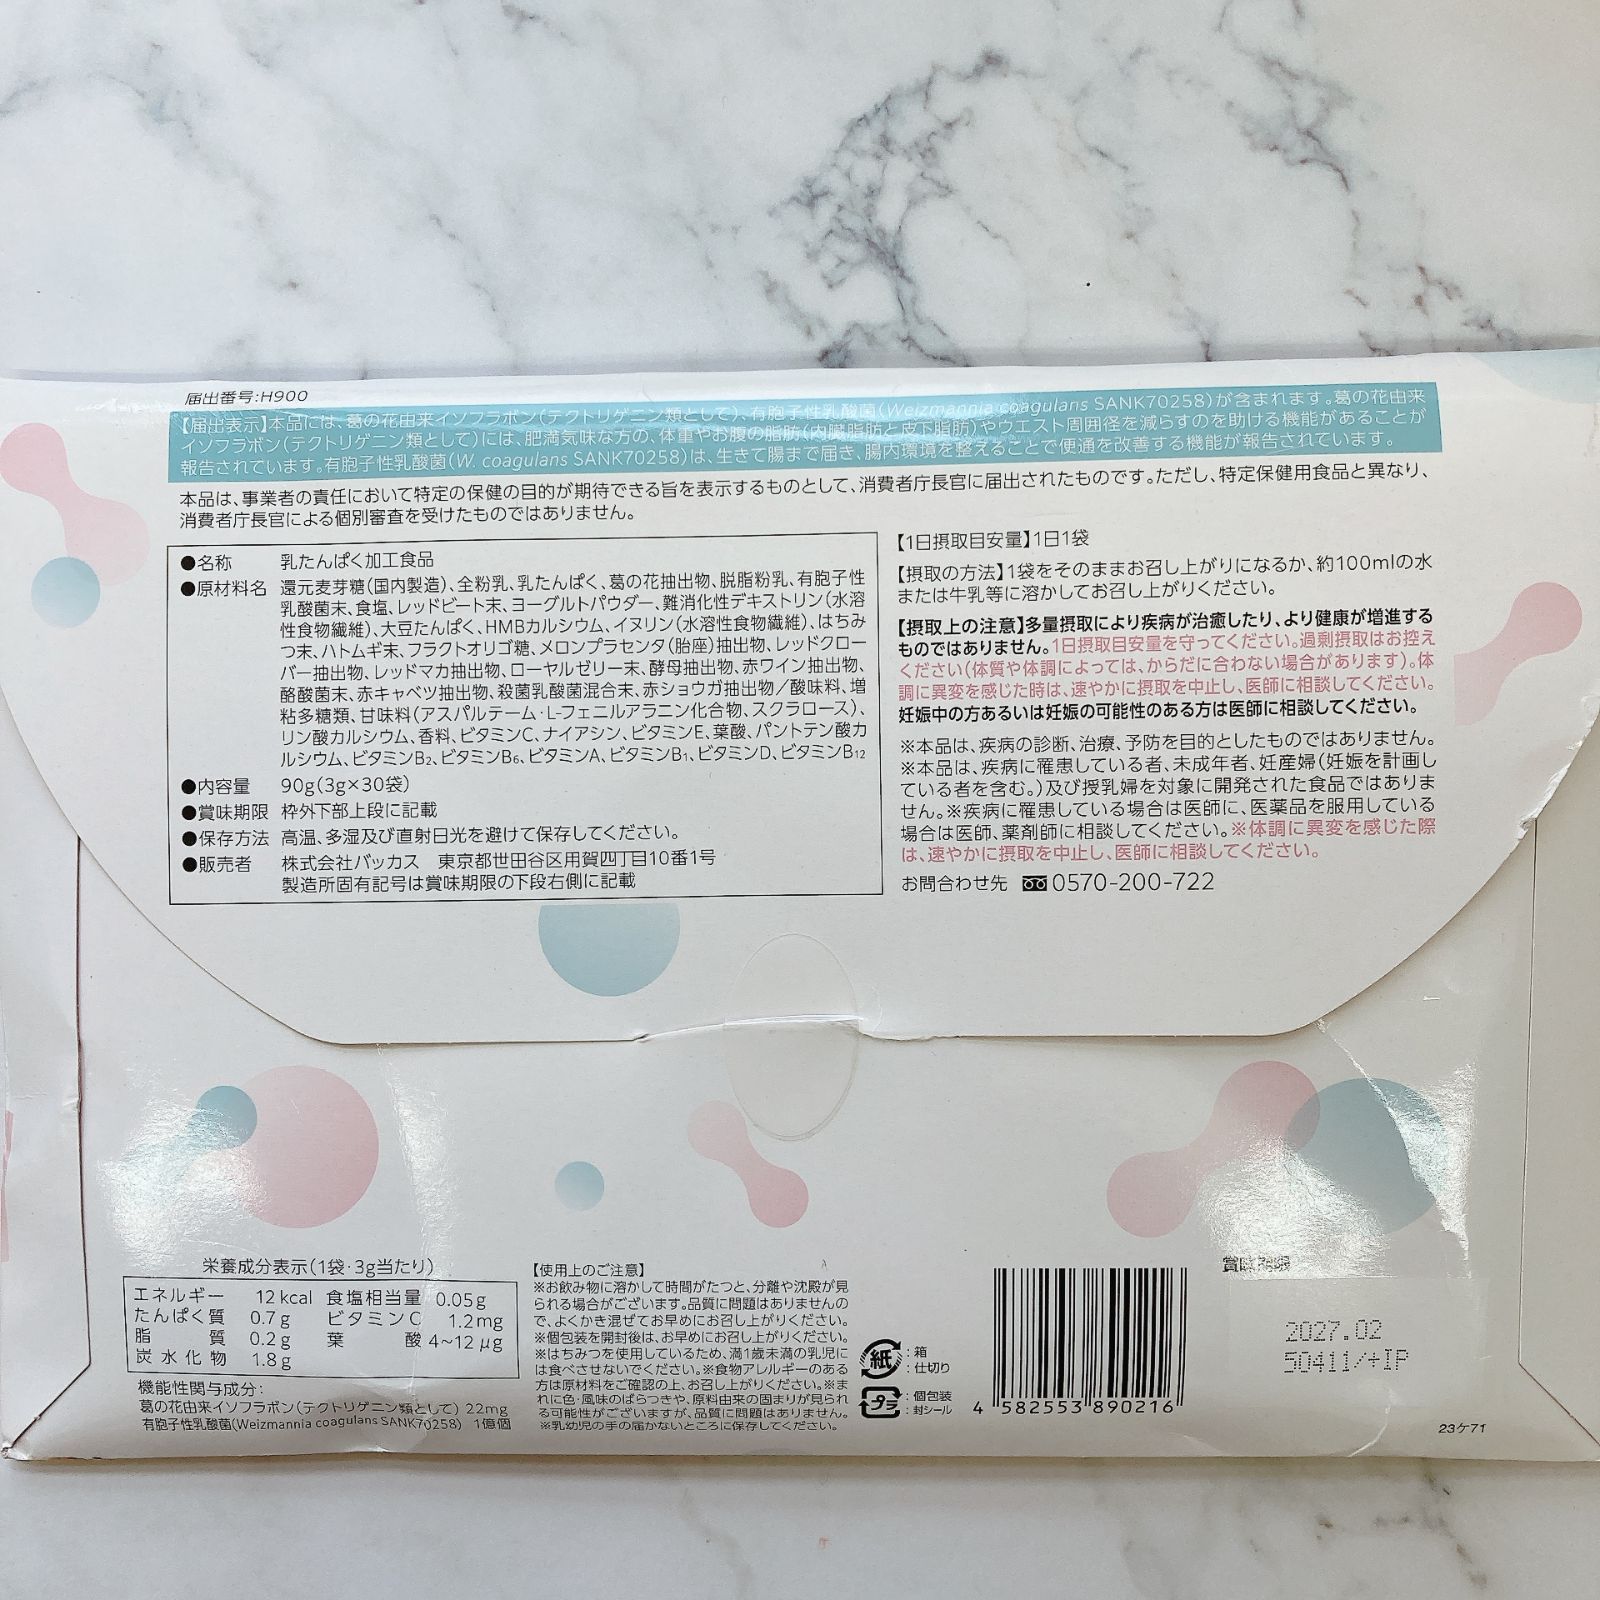 届出番号:H900
【届出表示】本品には、葛の花由来イソフラボン(テクトリゲニン類として)、有胞子性乳酸菌(Weizmannia coagulans SANK70258)が含まれます。葛の花由来
イソフラボン(テクトリゲニン類として)には、肥満気味な方の、体重やお腹の脂肪(内臓脂肪と皮下脂肪)やウエスト周囲径を減らすのを助ける機能があることが
報告されています。有胞子性乳酸菌(W. coagulans SANK70258)は、生きて腸まで届き、腸内環境を整えることで便通を改善する機能が報告されています。
本品は、事業者の責任において特定の保健の目的が期待できる旨を表示するものとして、消費者庁長官に届出されたものです。ただし、特定保健用食品と異なり、
消費者庁長官による個別審査を受けたものではありません。
●名称 乳たんぱく加工食品
●原材料名 還元麦芽糖(国内製造)、全粉乳、乳たんぱく、葛の花抽出物、脱脂粉乳、有胞子性
乳酸菌末、食塩、レッドビート末、ヨーグルトパウダー、難消化性デキストリン(水溶
性食物繊維)、大豆たんぱく、HMBカルシウム、イヌリン(水溶性食物繊維)、はちみ
つ末、ハトムギ末、フラクトオリゴ糖、メロンプラセンタ(胎座)抽出物、レッドクロー
バー抽出物、レッドマカ抽出物、ローヤルゼリー末、酵母抽出物、赤ワイン抽出物、
酪酸菌末、赤キャベツ抽出物、殺菌乳酸菌混合末、赤ショウガ抽出物/酸味料、増
粘多糖類、甘味料(アスパルテーム・L-フェニルアラニン化合物、スクラロース)、
リン酸カルシウム、香料、ビタミンC、ナイアシン、ビタミンE、葉酸、パントテン酸カ
ルシウム、ビタミンB2、ビタミンB6、ビタミンA、ビタミンB1、ビタミンD、ビタミンB12
●内容量 90g(3g×30袋)
●賞味期限 枠外下部上段に記載
●保存方法 高温、多湿及び直射日光を避けて保存してください。
●販売者 株式会社バッカス 東京都世田谷区用賀四丁目10番1号
製造所固有記号は賞味期限の下段右側に記載
【1日摂取目安量】1日1袋
【摂取の方法】1袋をそのままお召し上がりになるか、約100mlの水
または牛乳等に溶かしてお召し上がりください。
【摂取上の注意】多量摂取により疾病が治癒したり、より健康が増進する
ものではありません。1日摂取目安量を守ってください。過剰摂取はお控え
ください(体質や体調によっては、からだに合わない場合があります)。体
調に異変を感じた時は、速やかに摂取を中止し、医師に相談してください。
妊娠中の方あるいは妊娠の可能性のある方は医師に相談してください。
※本品は、疾病の診断、治療、予防を目的としたものではありません。
※本品は、疾病に罹患している者、未成年者、妊産婦(妊娠を計画し
ている者を含む。)及び授乳婦を対象に開発された食品ではありま
せん。※疾病に罹患している場合は医師に、医薬品を服用している
場合は医師、薬剤師に相談してください。※体調に異変を感じた際
は、速やかに摂取を中止し、医師に相談してください。
お問合わせ先 0570-200-722
栄養成分表示(1袋・3g当たり)
エネルギー 12kcal 食塩相当量 0.05g
たんぱく質 0.7g ビタミンC 1.2mg
脂質 0.2g 葉酸 4~12μg
炭水化物 1.8g
機能性関与成分:
葛の花由来イソフラボン(テクトリゲニン類として) 22mg
有胞子性乳酸菌(Weizmannia coagulans SANK70258) 1億個
【使用上のご注意】
※お飲み物に溶かして時間がたつと、分離や沈殿が見
られる場合がございます。品質に問題はありませんの
で、よくかき混ぜてお早めにお召し上がりください。
※個包装を開封後は、お早めにお召し上がりください。
※はちみつを使用しているため、満1歳未満の乳児に
は食べさせないでください。※食物アレルギーのある
方は原材料をご確認の上、お召し上がりください。※ま
れに色・風味のばらつきや、原料由来の固まりが見られ
る可能性がございますが、品質に問題はありません。
※乳幼児の手の届かないところに保存してください。
紙 :箱
:仕切り
プラ :個包装
:封シール
4 582553 890216
賞味期限
2027.02
50411/+IP
23ケ71